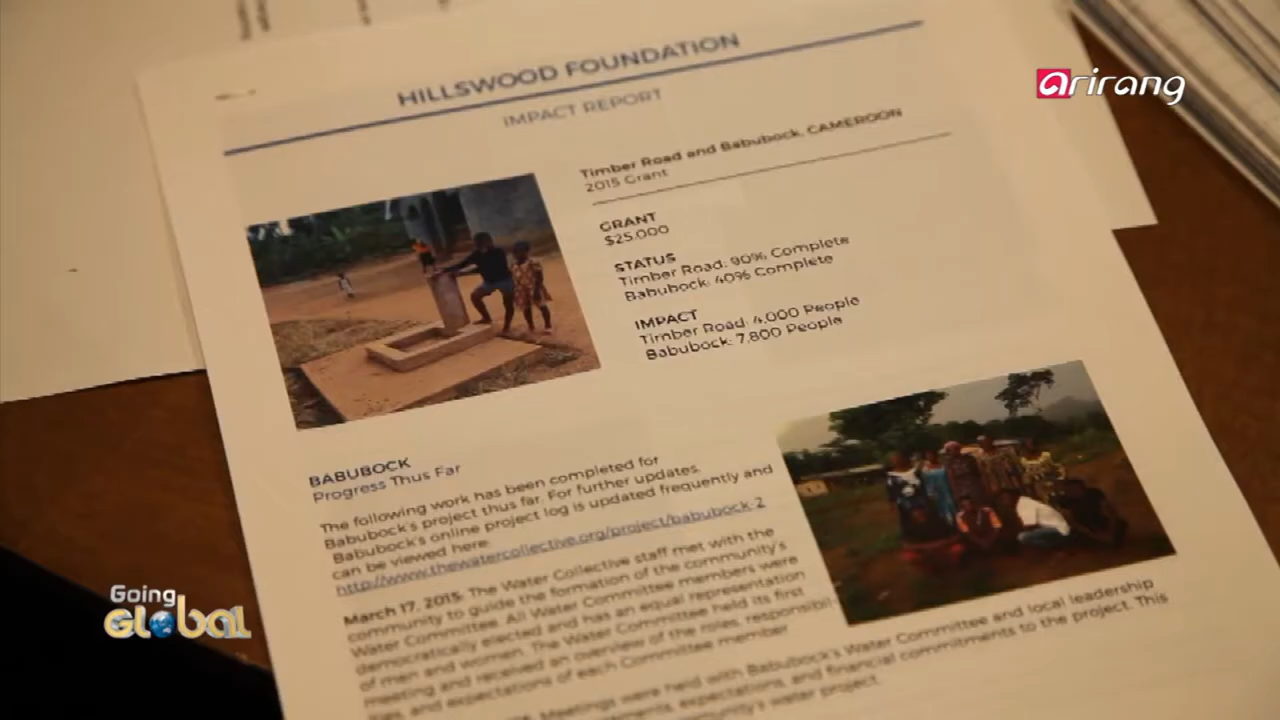 arirang
HILLSWOOD FOUNDATION
IMPACT REPORT
Timber Road and Babubock, CAMEROON
2015 Grant
GRANT
$25,000
STATUS
Timber Road: 90% Complete
Babubock: 40% Complete
IMPACT
Timber Road: 4,000 People
Babubock: 7,800 People
BABUBOCK
Progress Thus Far
The following work has been completed for
Babubock's project thus far. For further updates,
Babubock's online project log is updated frequently and
can be viewed here:
http://www.thewatercollective.org/project/babubock-2
March 17, 2015: The Water Collective staff met with the
community to guide the formation of the community's
Water Committee. All Water Committee members were
democratically elected and has an equal representation
of men and women. The Water Committee held its first
meeting and received an overview of the roles, responsibil-
ities, and expectations of each Committee member
Meetings were held with Babubock's Water Committee and local leadership
expectations, and financial commitments to the project. This
community's water project.
Going
GLobal